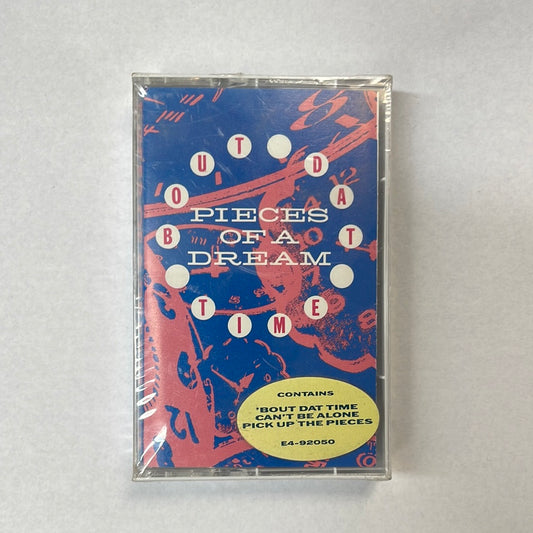 BOUT DAT TIME
PIECES
OF A
DREAM
12
CONTAINS
'BOUT DAT TIME
CAN'T BE ALONE
PICK UP THE PIECES
E4-92050